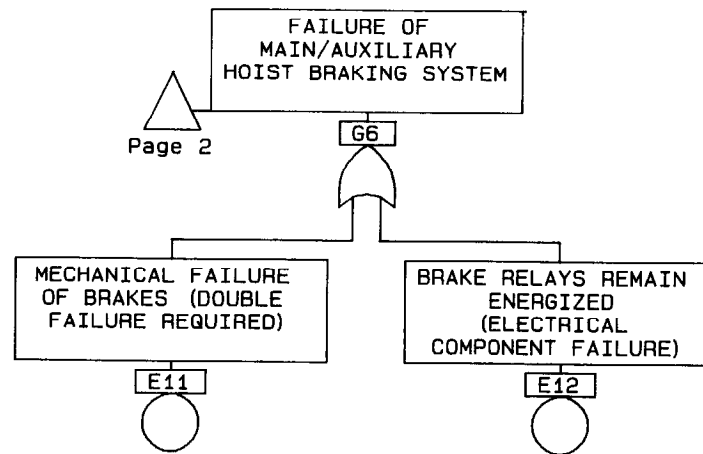 FAILURE OF
MAIN/AUXILIARY
HOIST BRAKING SYSTEM
Page 2
G6
MECHANICAL FAILURE
OF BRAKES (DOUBLE
FAILURE REQUIRED)
E11
BRAKE RELAYS REMAIN
ENERGIZED
(ELECTRICAL
COMPONENT FAILURE)
E12